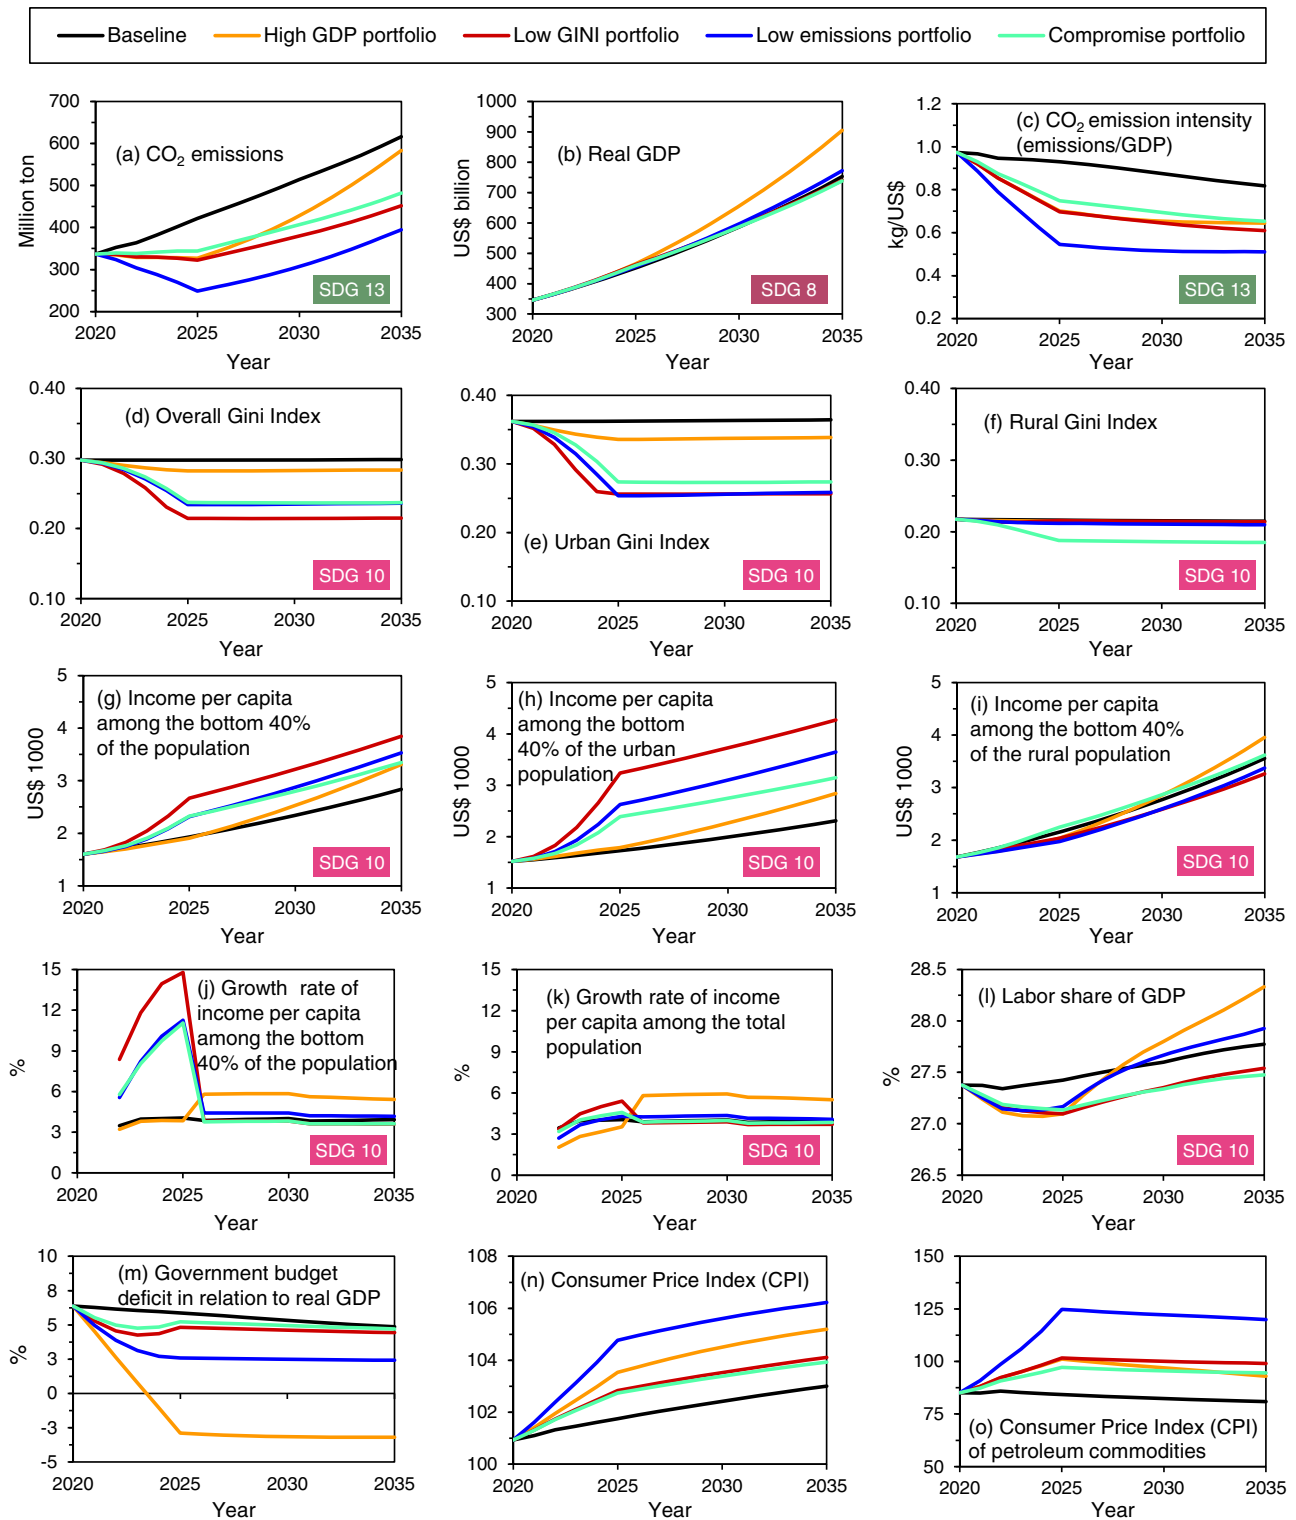 Baseline High GDP portfolio Low GINI portfolio Low emissions portfolio Compromise portfolio
(a) CO₂ emissions
Million ton
700
600
500
400
300
200
SDG 13
2020 2025 2030 2035
Year
(b) Real GDP
US$ billion
1000
900
800
700
600
500
400
300
SDG 8
2020 2025 2030 2035
Year
(c) CO₂ emission intensity
(emissions/GDP)
kg/US$
1.2
1.0
0.8
0.6
0.4
0.2
SDG 13
2020 2025 2030 2035
Year
(d) Overall Gini Index
0.40
0.30
0.20
0.10
SDG 10
2020 2025 2030 2035
Year
0.40
0.30
0.20
0.10
(e) Urban Gini Index
SDG 10
2020 2025 2030 2035
Year
(f) Rural Gini Index
0.40
0.30
0.20
0.10
SDG 10
2020 2025 2030 2035
Year
(g) Income per capita
among the bottom 40%
of the population
US$ 1000
5
4
3
2
1
SDG 10
2020 2025 2030 2035
Year
(h) Income per capita
among the bottom
40% of the urban
population
US$ 1000
5
4
3
2
1
SDG 10
2020 2025 2030 2035
Year
(i) Income per capita
among the bottom 40%
of the rural population
US$ 1000
5
4
3
2
1
SDG 10
2020 2025 2030 2035
Year
(j) Growth rate of
income per capita
among the bottom
40% of the population
%
15
12
9
6
3
0
SDG 10
2020 2025 2030 2035
Year
(k) Growth rate of income
per capita among the total
population
%
15
12
9
6
3
0
SDG 10
2020 2025 2030 2035
Year
(l) Labor share of GDP
%
28.5
28.0
27.5
27.0
26.5
SDG 10
2020 2025 2030 2035
Year
(m) Government budget
deficit in relation to real GDP
%
10
8
5
3
0
-3
-5
2020 2025 2030 2035
Year
(n) Consumer Price Index (CPI)
108
106
104
102
100
2020 2025 2030 2035
Year
150
125
100
75
50
(o) Consumer Price Index (CPI)
of petroleum commodities
2020 2025 2030 2035
Year